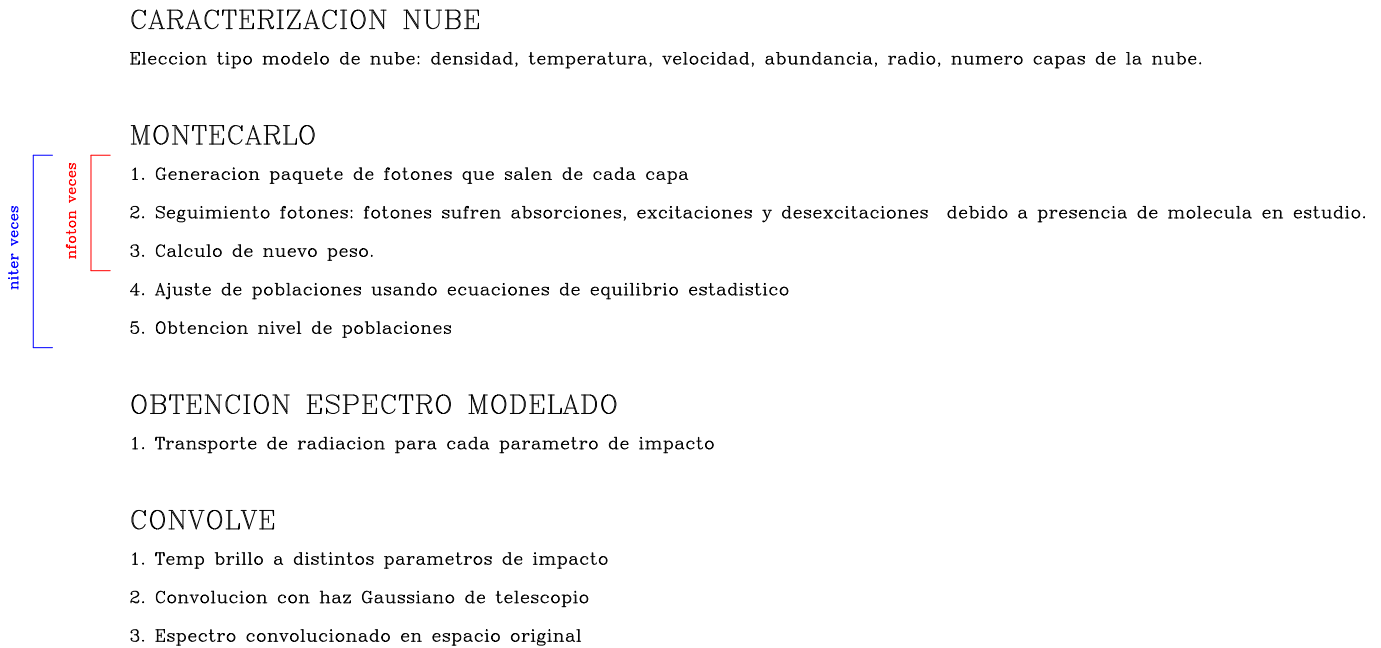 CARACTERIZACION NUBE
Eleccion tipo modelo de nube: densidad, temperatura, velocidad, abundancia, radio, numero capas de la nube.
MONTECARLO
niter veces
nfoton veces
1. Generacion paquete de fotones que salen de cada capa
2. Seguimiento fotones: fotones sufren absorciones, excitaciones y desexcitaciones debido a presencia de molecula en estudio.
3. Calculo de nuevo peso.
4. Ajuste de poblaciones usando ecuaciones de equilibrio estadistico
5. Obtencion nivel de poblaciones
OBTENCION ESPECTRO MODELADO
1. Transporte de radiacion para cada parametro de impacto
CONVOLVE
1. Temp brillo a distintos parametros de impacto
2. Convolucion con haz Gaussiano de telescopio
3. Espectro convolucionado en espacio original